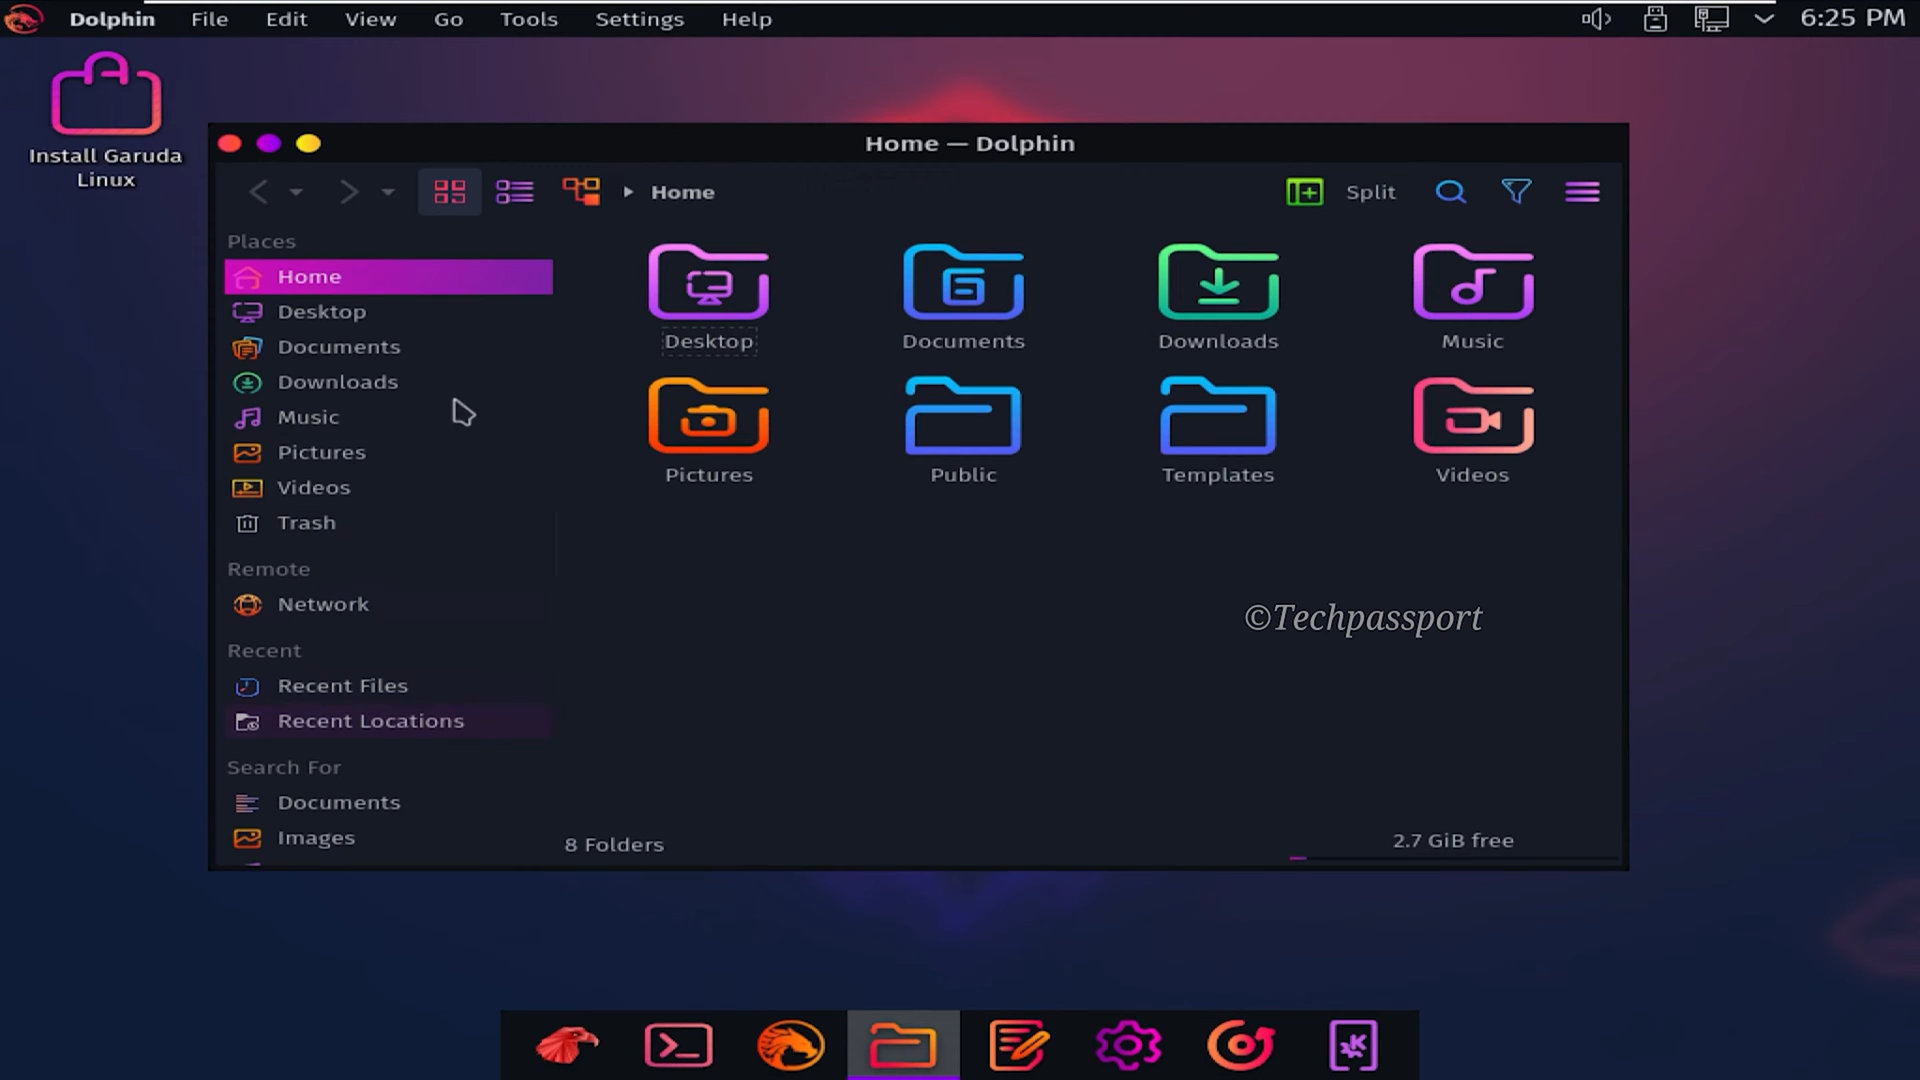 Dolphin File Edit View Go Tools Settings Help 6:25 PM
Install Garuda
Linux
Home — Dolphin
Home Split
Places
Home
Desktop
Documents
Downloads
Music
Pictures
Videos
Trash
Remote
Network
Recent
Recent Files
Recent Locations
Search For
Documents
Images
Desktop Documents Downloads Music
Pictures Public Templates Videos
©Techpassport
8 Folders 2.7 GiB free